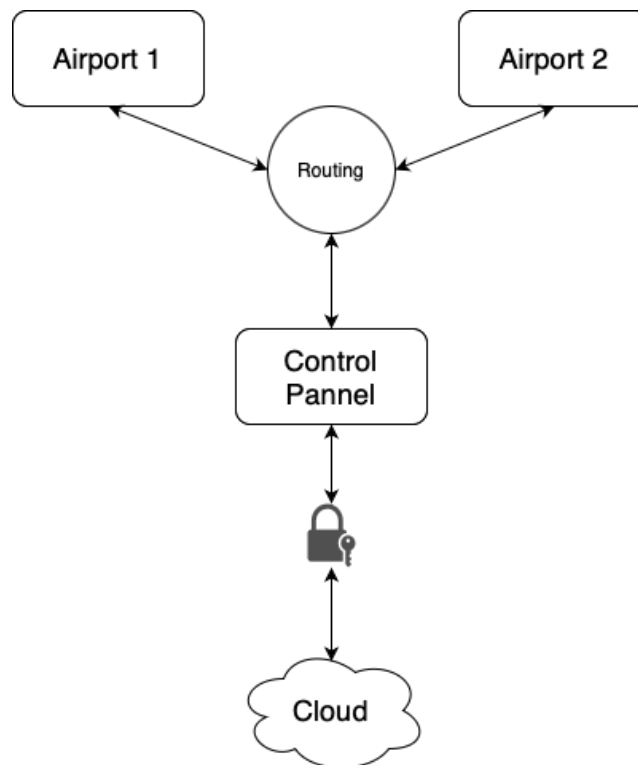 Airport 1
Airport 2
Routing
Control
Pannel
Cloud